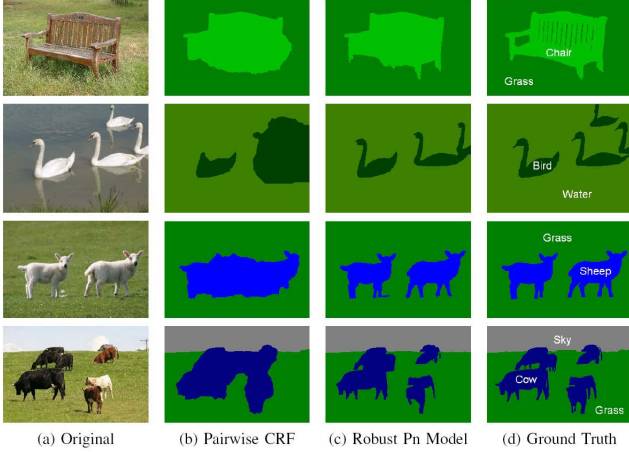 Chair
Grass
Bird
Water
Grass
Sheep
Sky
Cow
Grass
(a) Original (b) Pairwise CRF (c) Robust Pn Model (d) Ground Truth